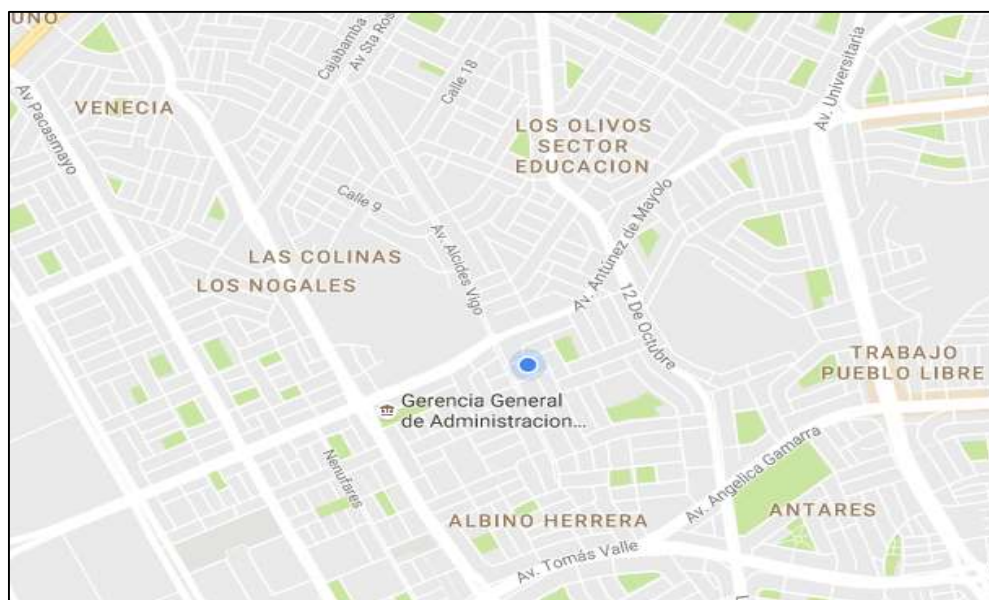 UNO
Av Pacasmayo
VENECIA
Cajabamba
Av Sta Ros
Calle 18
LOS OLIVOS
SECTOR
EDUCACION
Av. Universitaria
Calle 9
Av. Alcides Vigo
Av. Antúnez de Mayolo
LAS COLINAS
LOS NOGALES
12 De Octubre
TRABAJO
PUEBLO LIBRE
Gerencia General
de Administracion...
Nenufares
Av. Angelica Gamarra
ALBINO HERRERA
ANTARES
Av. Tomás Valle